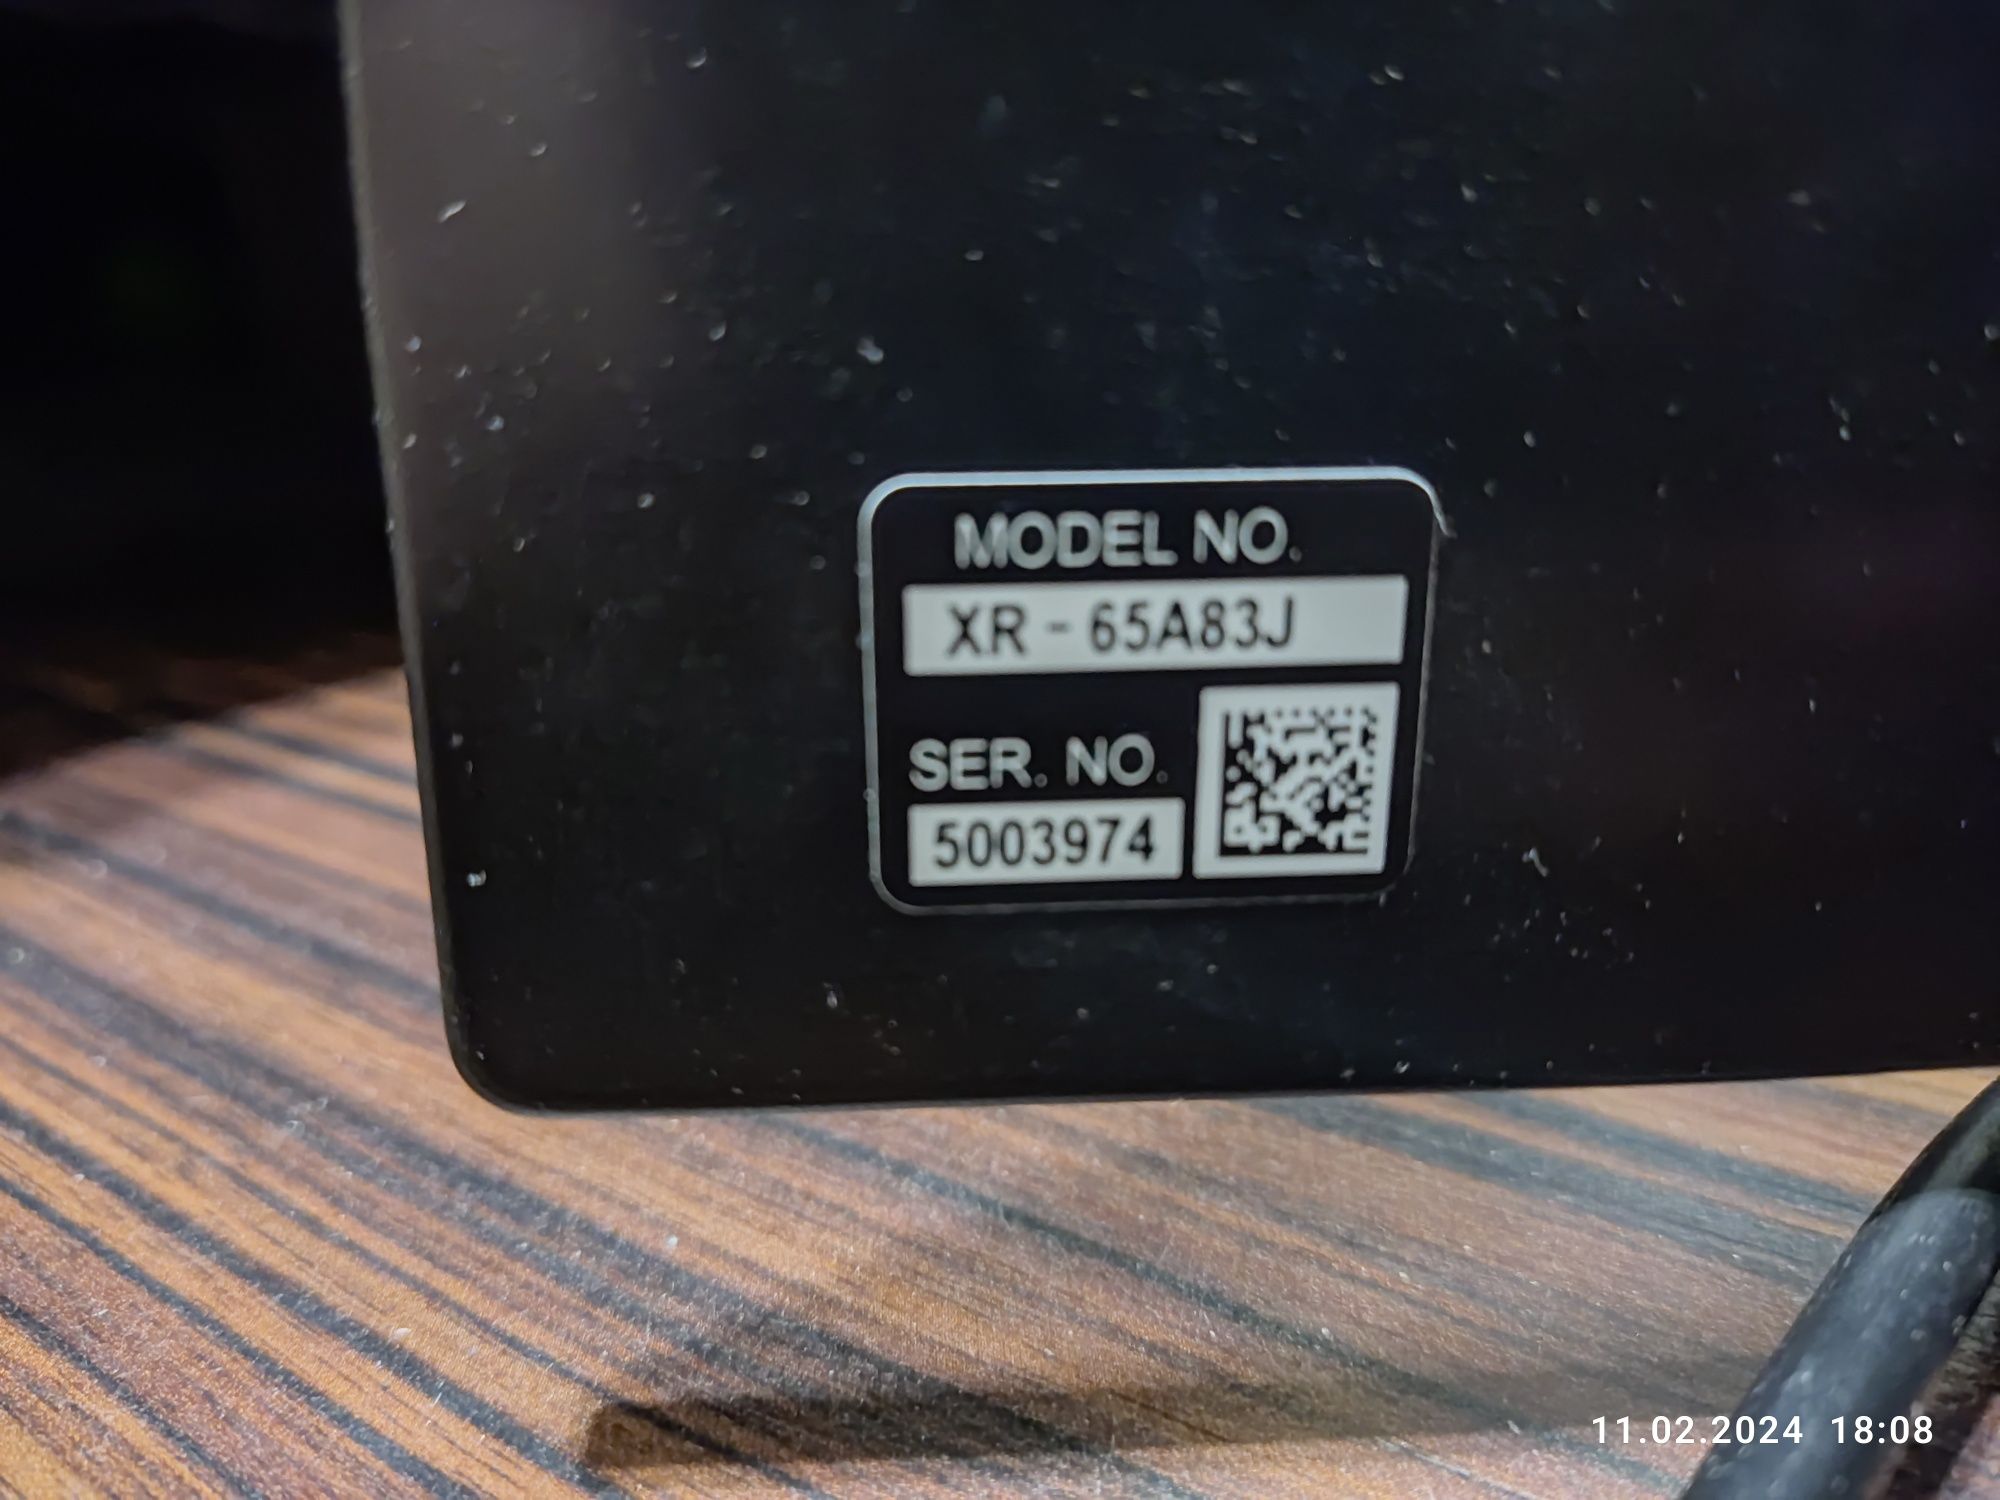 MODEL NO.
XR - 65A83J
SER. NO.
5003974
11.02.2024 18:08